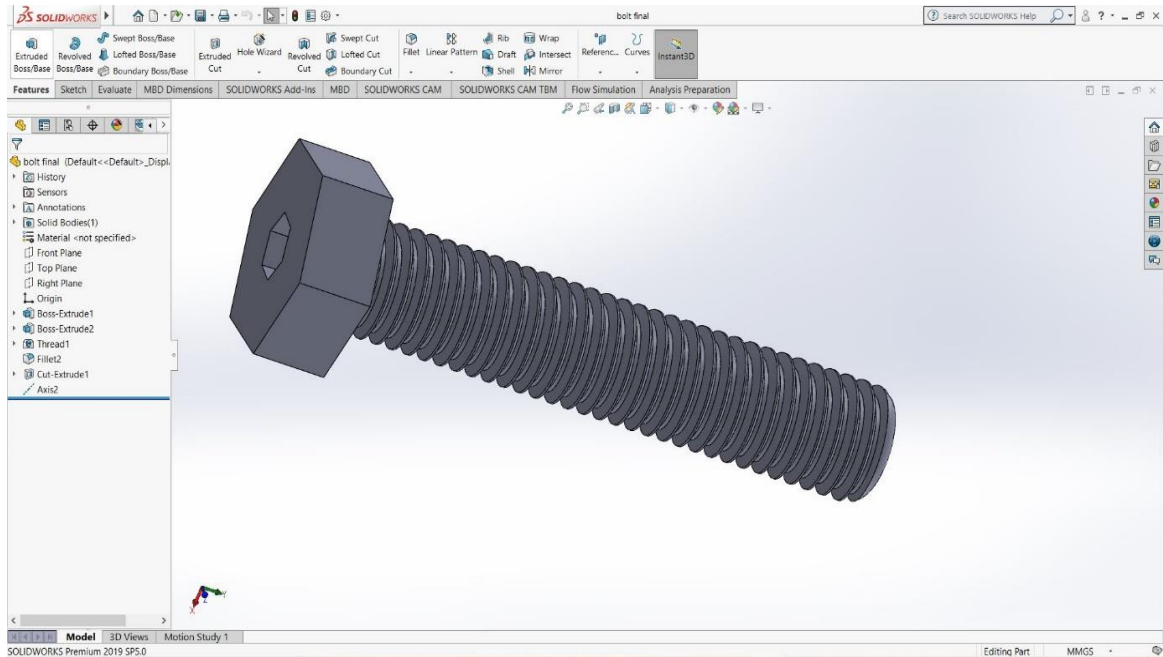 SOLIDWORKS
bolt final
Search SOLIDWORKS Help
Extruded Boss/Base
Revolved Boss/Base
Swept Boss/Base
Lofted Boss/Base
Boundary Boss/Base
Extruded Cut
Hole Wizard
Revolved Cut
Swept Cut
Lofted Cut
Boundary Cut
Fillet
Linear Pattern
Rib
Draft
Shell
Wrap
Intersect
Mirror
Referenc...
Curves
Instant3D
Features
Sketch
Evaluate
MBD Dimensions
SOLIDWORKS Add-Ins
MBD
SOLIDWORKS CAM
SOLIDWORKS CAM TBM
Flow Simulation
Analysis Preparation
bolt final (Default<<Default>_Displ
History
Sensors
Annotations
Solid Bodies(1)
Material <not specified>
Front Plane
Top Plane
Right Plane
Origin
Boss-Extrude1
Boss-Extrude2
Thread1
Fillet2
Cut-Extrude1
Axis2
X
Y
Z
Model
3D Views
Motion Study 1
SOLIDWORKS Premium 2019 SP5.0
Editing Part
MMGS